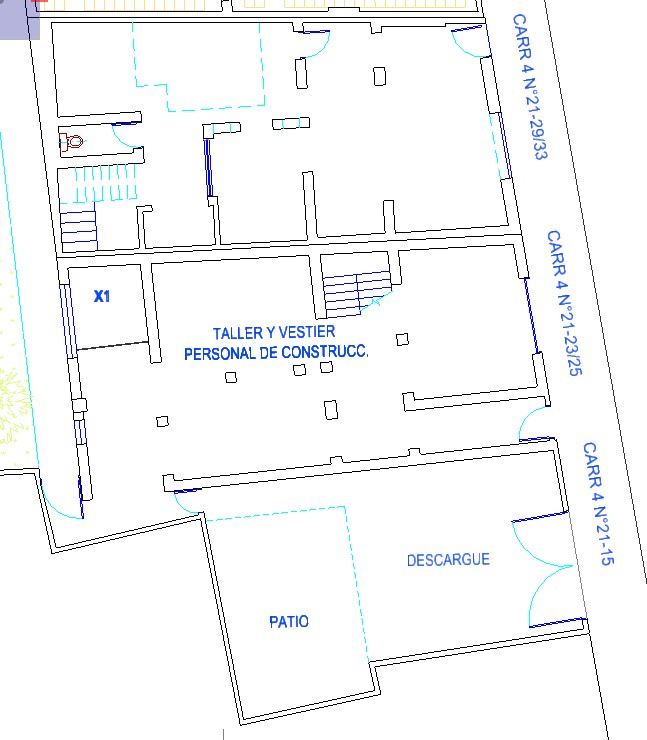 CARR 4 N°21-29/33
CARR 4 N°21-23/25
X1
TALLER Y VESTIER
PERSONAL DE CONSTRUCC.
CARR 4 N°21-15
DESCARGUE
PATIO